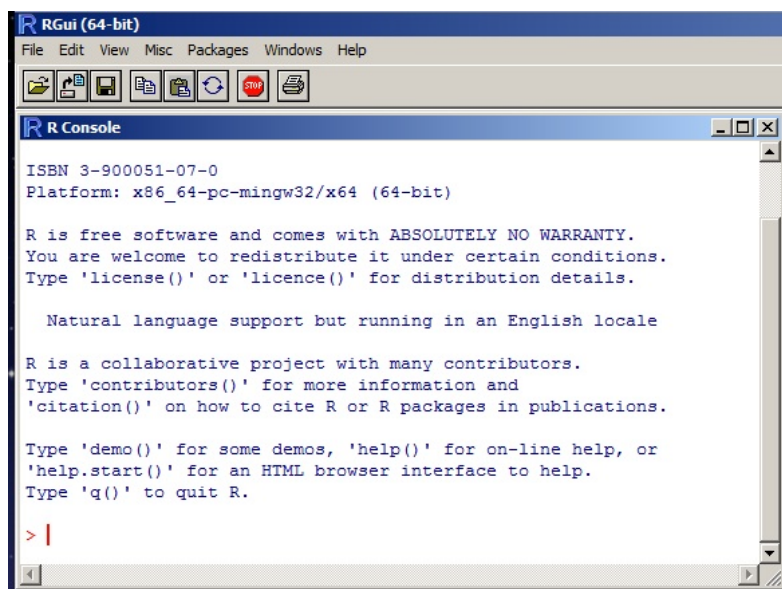 RGui (64-bit)
File Edit View Misc Packages Windows Help
STOP
R Console
ISBN 3-900051-07-0
Platform: x86_64-pc-mingw32/x64 (64-bit)
R is free software and comes with ABSOLUTELY NO WARRANTY.
You are welcome to redistribute it under certain conditions.
Type 'license()' or 'licence()' for distribution details.
Natural language support but running in an English locale
R is a collaborative project with many contributors.
Type 'contributors()' for more information and
'citation()' on how to cite R or R packages in publications.
Type 'demo()' for some demos, 'help()' for on-line help, or
'help.start()' for an HTML browser interface to help.
Type 'q()' to quit R.
>